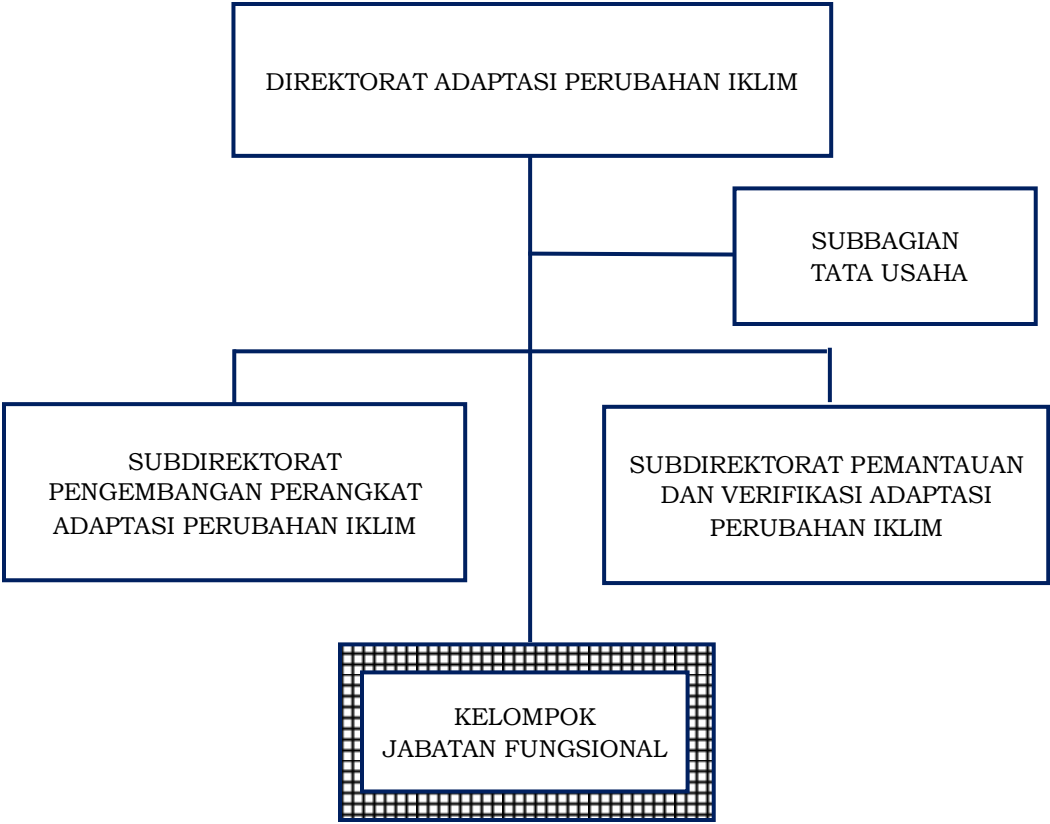 DIREKTORAT ADAPTASI PERUBAHAN IKLIM
SUBBAGIAN
TATA USAHA
SUBDIREKTORAT
PENGEMBANGAN PERANGKAT
ADAPTASI PERUBAHAN IKLIM
SUBDIREKTORAT PEMANTAUAN
DAN VERIFIKASI ADAPTASI
PERUBAHAN IKLIM
KELOMPOK
JABATAN FUNGSIONAL